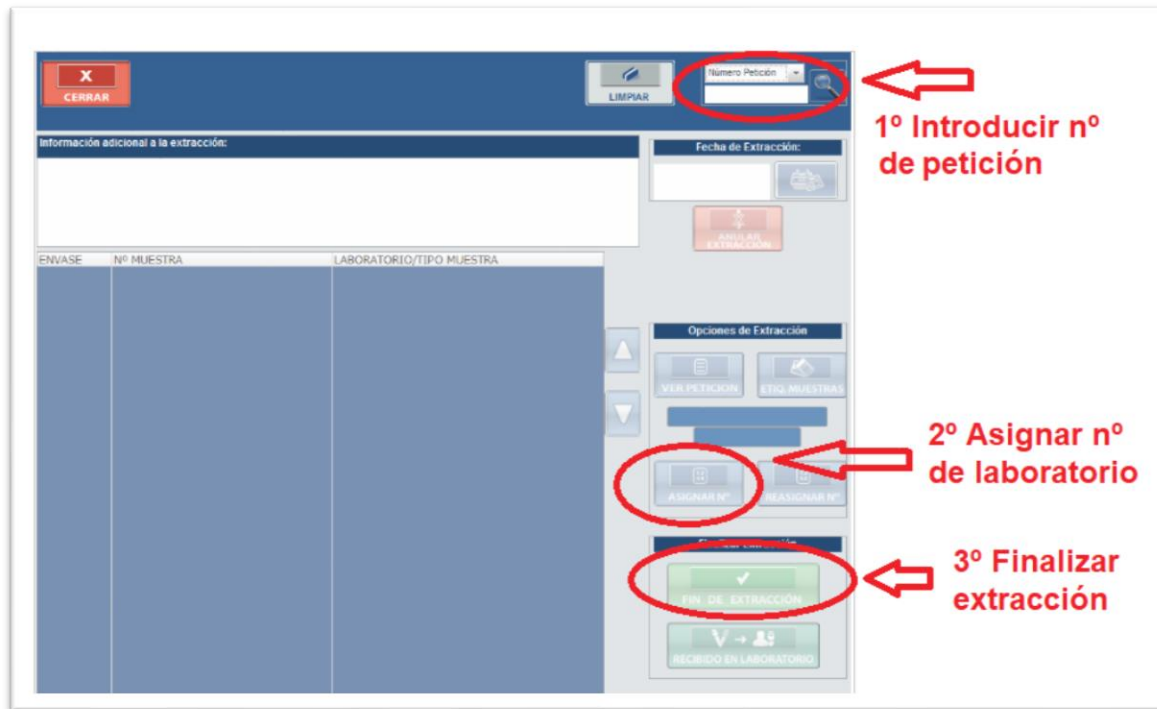 X
CERRAR
LIMPIAR
Número Petición
1º Introducir nº
de petición
Información adicional a la extracción:
Fecha de Extracción:
ANULAR
EXTRACCIÓN
ENVASE Nº MUESTRA LABORATORIO/TIPO MUESTRA
Opciones de Extracción
VER PETICION ETIQ. MUESTRAS
2º Asignar nº
de laboratorio
ASIGNAR Nº REASIGNAR Nº
3º Finalizar
extracción
FIN DE EXTRACCIÓN
RECIBIDO EN LABORATORIO